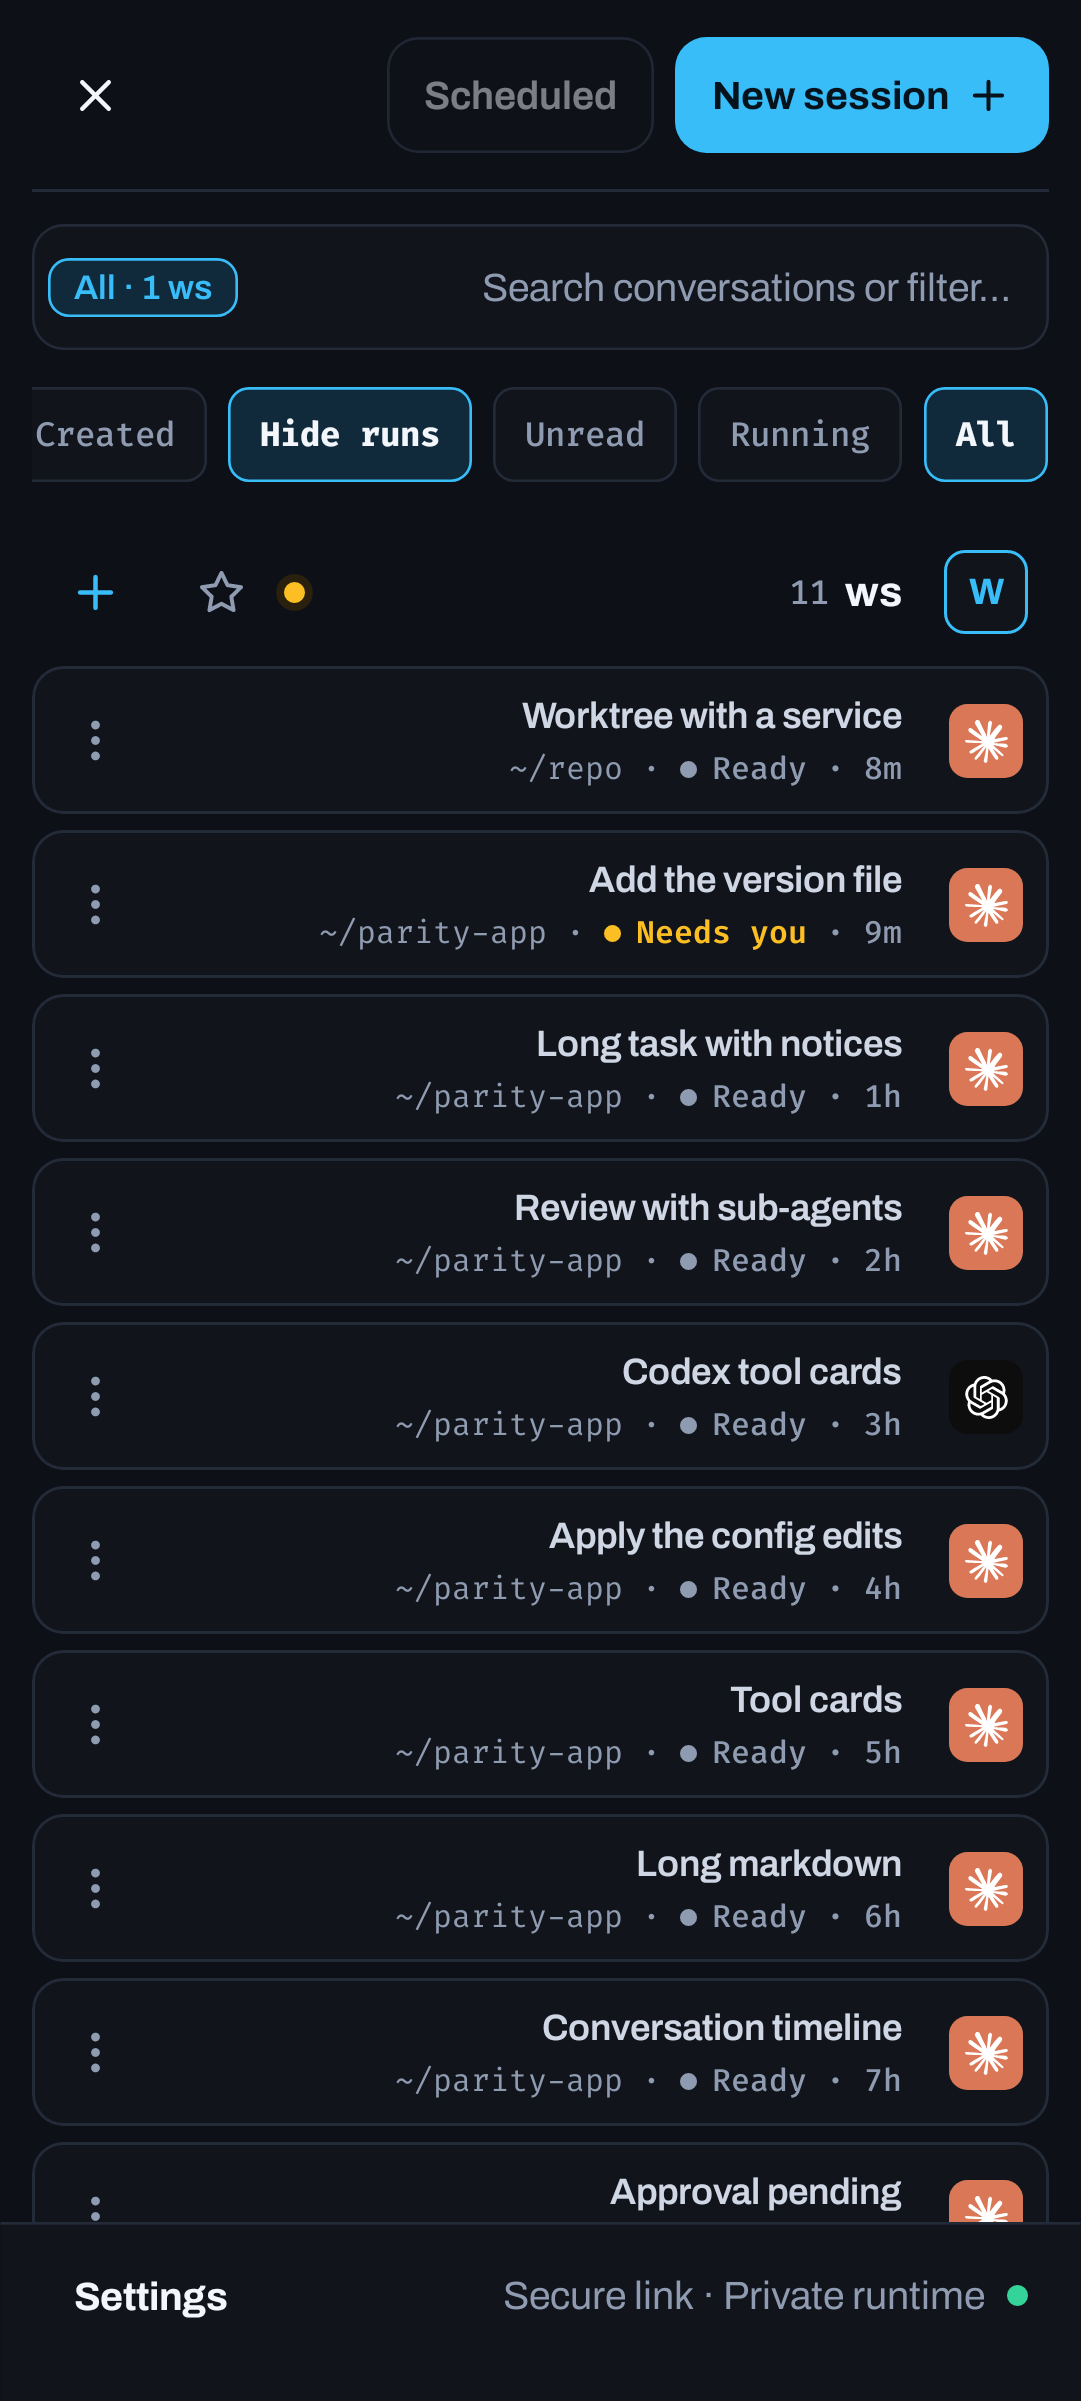 Scheduled
New session
All · 1 ws
Search conversations or filter...
Created
Hide runs
Unread
Running
All
11 ws
W
Worktree with a service
~/repo · Ready · 8m
Add the version file
~/parity-app · Needs you · 9m
Long task with notices
~/parity-app · Ready · 1h
Review with sub-agents
~/parity-app · Ready · 2h
Codex tool cards
~/parity-app · Ready · 3h
Apply the config edits
~/parity-app · Ready · 4h
Tool cards
~/parity-app · Ready · 5h
Long markdown
~/parity-app · Ready · 6h
Conversation timeline
~/parity-app · Ready · 7h
Approval pending
Settings
Secure link · Private runtime